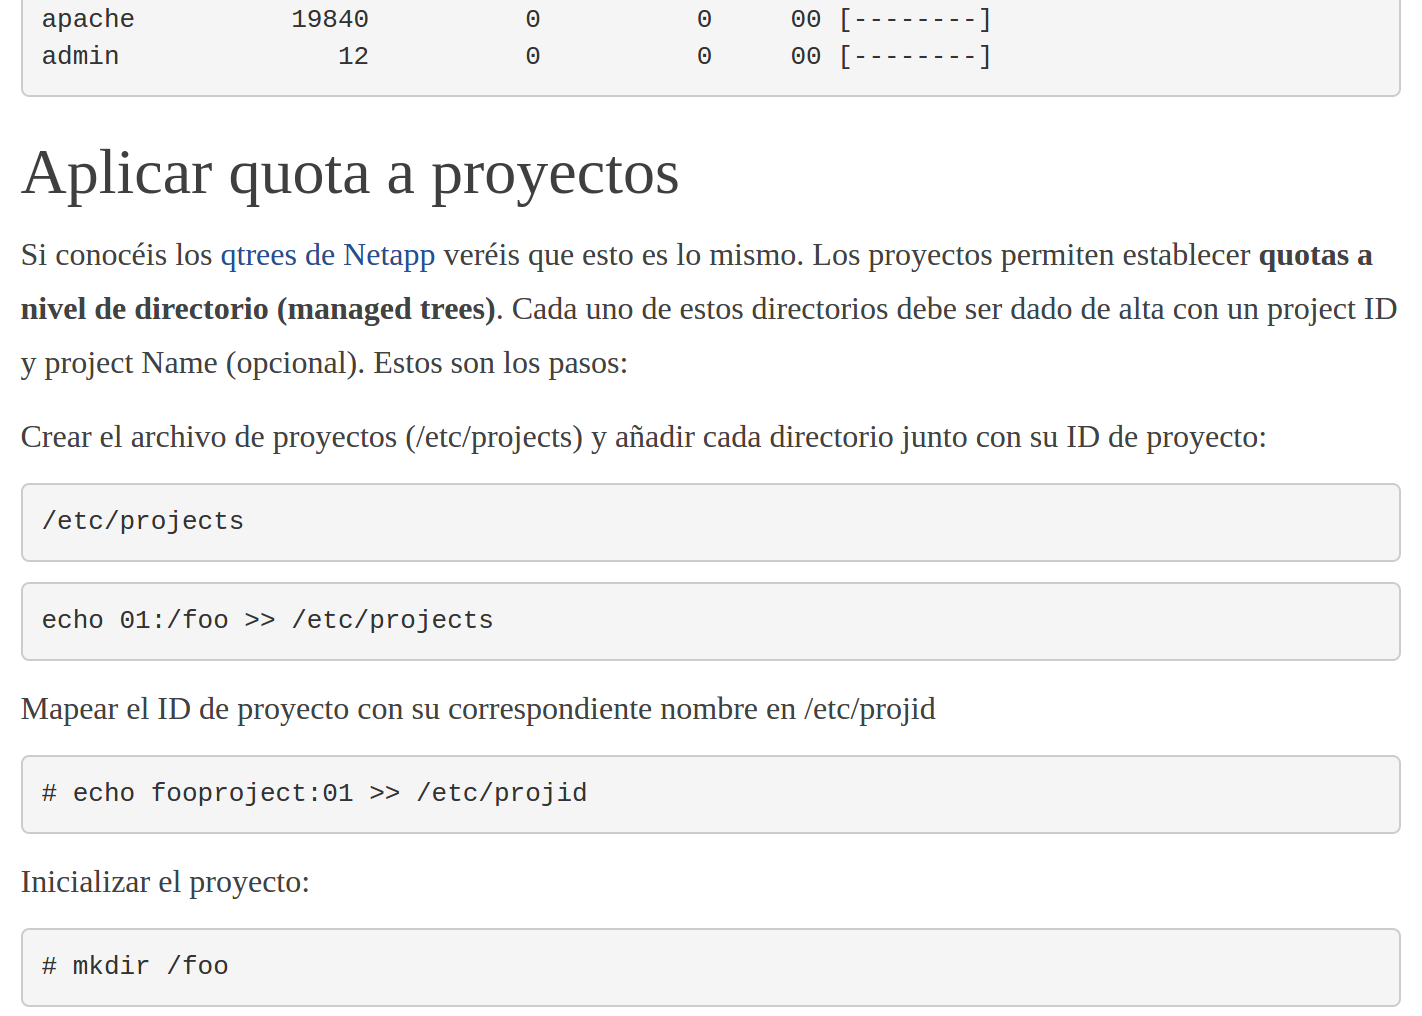 apache          19840          0          0     00 [--------]
admin              12          0          0     00 [--------]
Aplicar quota a proyectos
Si conocéis los qtrees de Netapp veréis que esto es lo mismo. Los proyectos permiten establecer quotas a
nivel de directorio (managed trees). Cada uno de estos directorios debe ser dado de alta con un project ID
y project Name (opcional). Estos son los pasos:
Crear el archivo de proyectos (/etc/projects) y añadir cada directorio junto con su ID de proyecto:
/etc/projects
echo 01:/foo >> /etc/projects
Mapear el ID de proyecto con su correspondiente nombre en /etc/projid
# echo fooproject:01 >> /etc/projid
Inicializar el proyecto:
# mkdir /foo